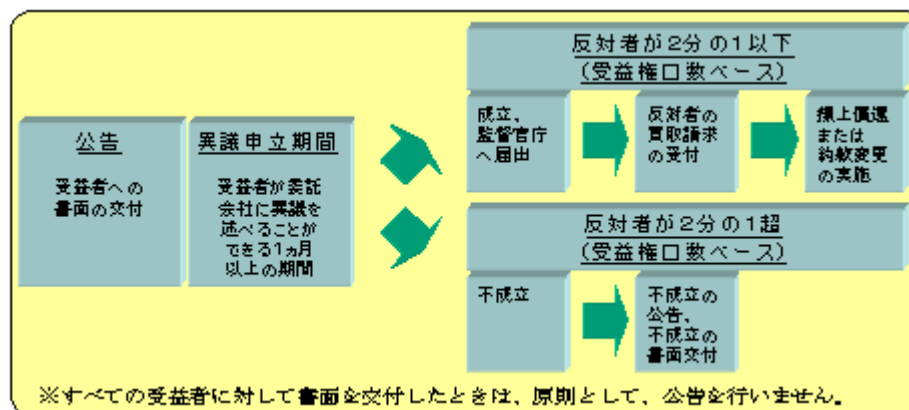 公告
受益者への
書面の交付
異議申立期間
受益者が委託
会社に異議を
述べることが
できる1ヵ月
以上の期間
反対者が2分の1以下
(受益権口数ベース)
成立、
監督官庁
へ届出
反対者の
買取請求
の受付
繰上償還
または
約款変更
の実施
反対者が2分の1超
(受益権口数ベース)
不成立
不成立の
公告、
不成立の
書面交付
※すべての受益者に対して書面を交付したときは、原則として、公告を行いません。